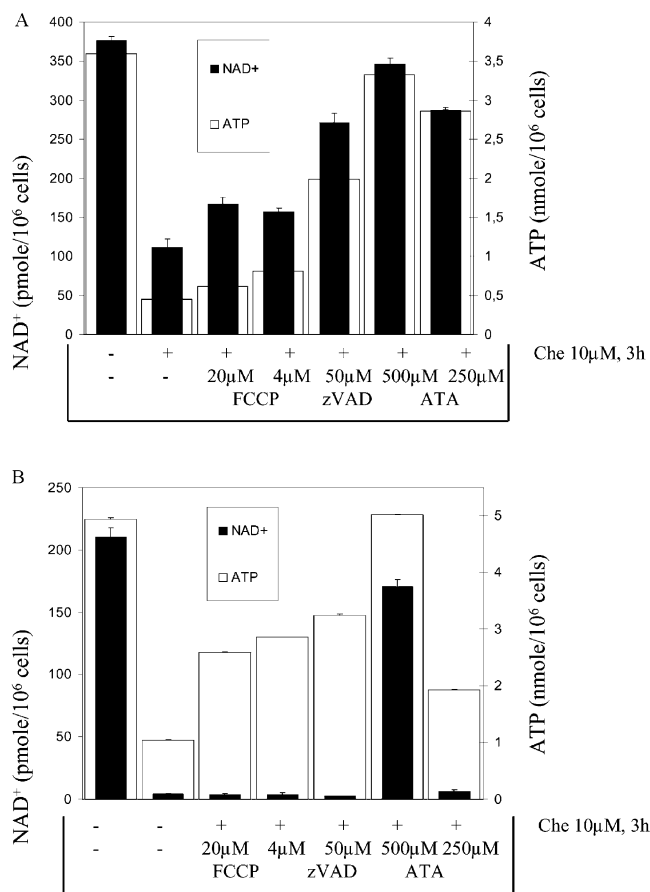 A
400 4
350 3,5
300 3
250 2,5
200 2
150 1,5
100 1
50 0,5
0 0
NAD+
ATP
NAD⁺ (pmole/10⁶ cells)
ATP (nmole/10⁶ cells)
- + + + + + + Che 10µM, 3h
- - 20µM 4µM 50µM 500µM 250µM
FCCP zVAD ATA
B
250
200
150
100
50
0
5
4
3
2
1
0
NAD+
ATP
NAD⁺ (pmole/10⁶ cells)
ATP (nmole/10⁶ cells)
- - + + + + + Che 10µM, 3h
- - 20µM 4µM 50µM 500µM 250µM
FCCP zVAD ATA